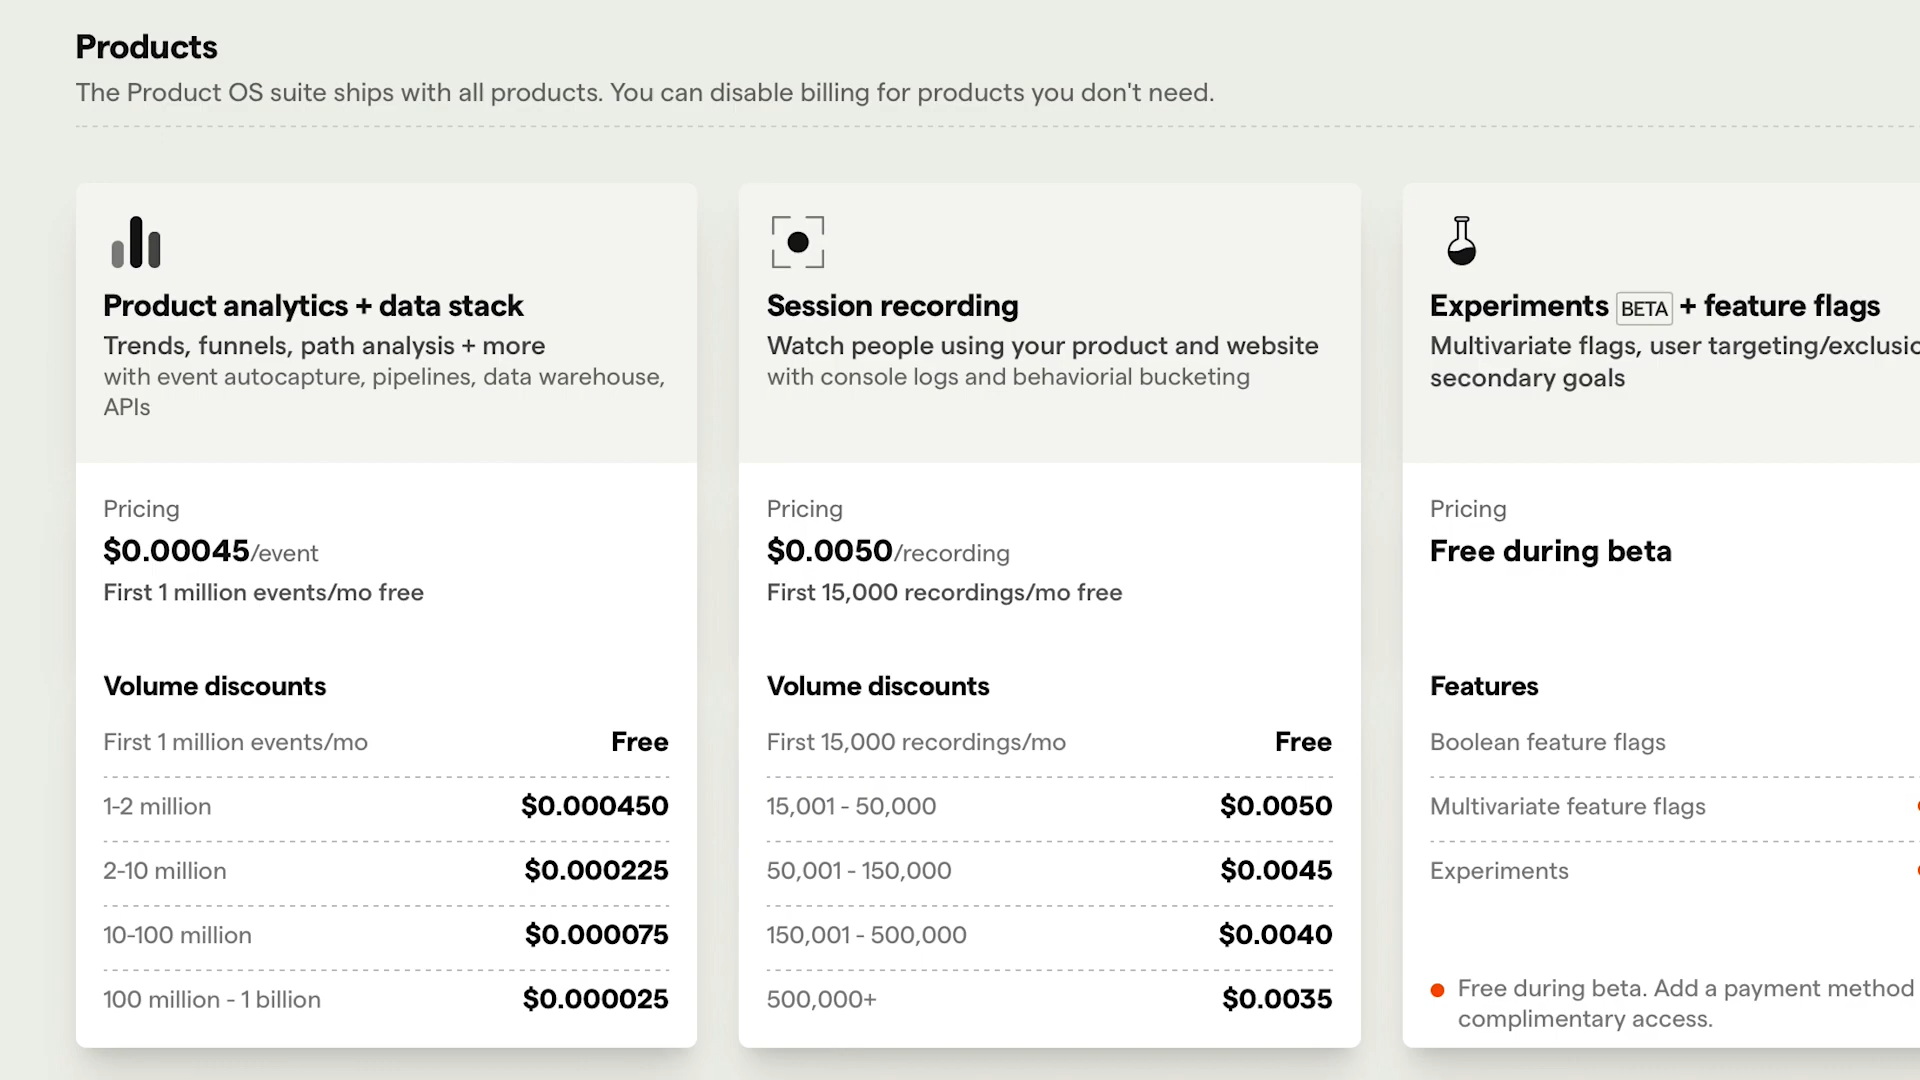 Products
The Product OS suite ships with all products. You can disable billing for products you don't need.
Product analytics + data stack
Trends, funnels, path analysis + more
with event autocapture, pipelines, data warehouse,
APIs
Pricing
$0.00045/event
First 1 million events/mo free
Volume discounts
First 1 million events/mo Free
1-2 million $0.000450
2-10 million $0.000225
10-100 million $0.000075
100 million - 1 billion $0.000025
Session recording
Watch people using your product and website
with console logs and behaviorial bucketing
Pricing
$0.0050/recording
First 15,000 recordings/mo free
Volume discounts
First 15,000 recordings/mo Free
15,001 - 50,000 $0.0050
50,001 - 150,000 $0.0045
150,001 - 500,000 $0.0040
500,000+ $0.0035
Experiments BETA + feature flags
Multivariate flags, user
secondary goals
Pricing
Free during beta
Features
Boolean feature flags
Multivariate feature flags
Experiments
Free during beta. Add a payment method
complimentary access.